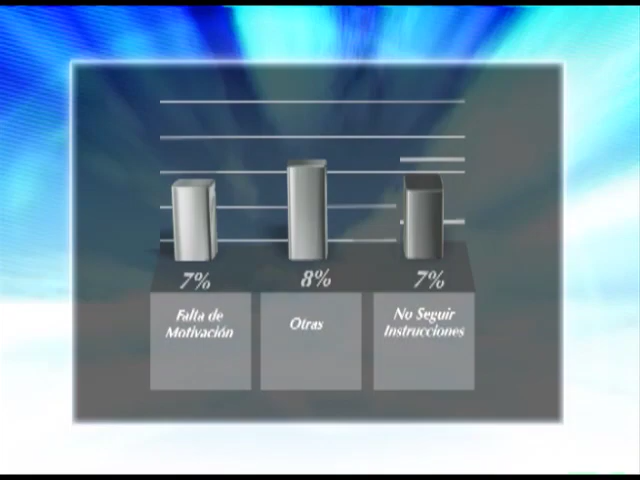 7%
8%
7%
Falta de
Motivación
Otras
No Seguir
Instrucciones